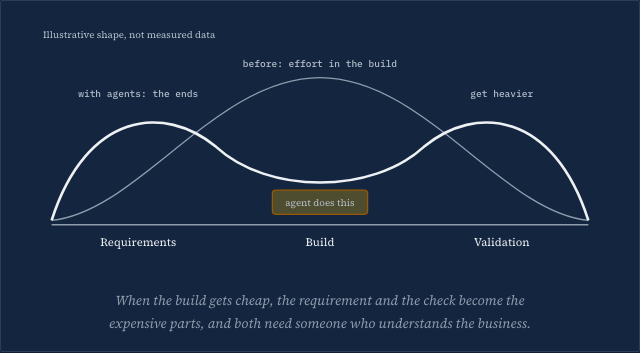 Illustrative shape, not measured data
before: effort in the build
with agents: the ends
get heavier
agent does this
Requirements
Build
Validation
When the build gets cheap, the requirement and the check become the
expensive parts, and both need someone who understands the business.